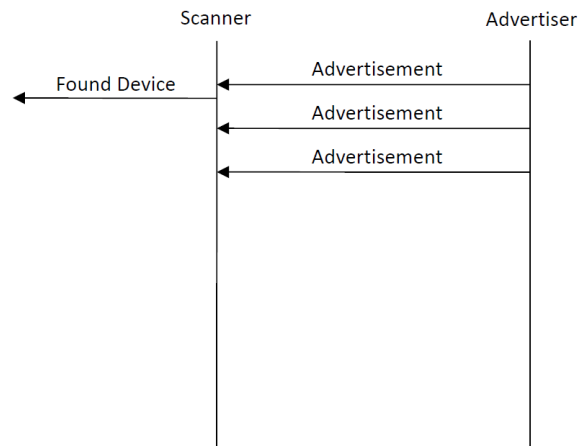 Scanner
Advertiser
Advertisement
Found Device
Advertisement
Advertisement